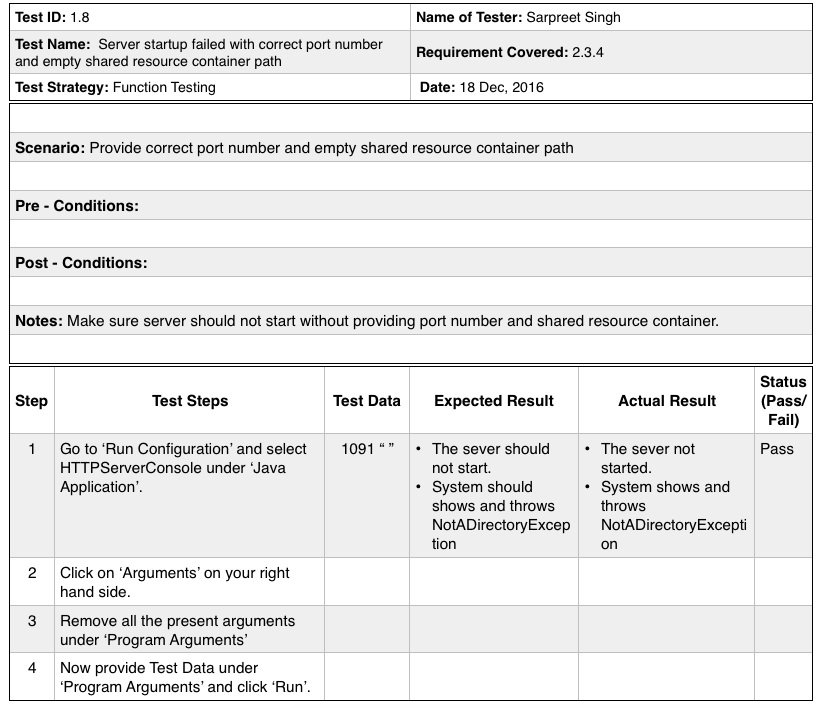 Test ID: 1.8
Name of Tester: Sarpreet Singh
Test Name: Server startup failed with correct port number
and empty shared resource container path
Requirement Covered: 2.3.4
Test Strategy: Function Testing
Date: 18 Dec, 2016
Scenario: Provide correct port number and empty shared resource container path
Pre - Conditions:
Post - Conditions:
Notes: Make sure server should not start without providing port number and shared resource container.
Step
Test Steps
Test Data
Expected Result
Actual Result
Status
(Pass/
Fail)
1
Go to ‘Run Configuration’ and select
HTTPServerConsole under ‘Java
Application’.
1091 “ ”
• The sever should
not start.
• System should
shows and throws
NotADirectoryExcep
tion
• The sever not
started.
• System shows and
throws
NotADirectoryExcepti
on
Pass
2
Click on ‘Arguments’ on your right
hand side.
3
Remove all the present arguments
under ‘Program Arguments’
4
Now provide Test Data under
‘Program Arguments’ and click ‘Run’.